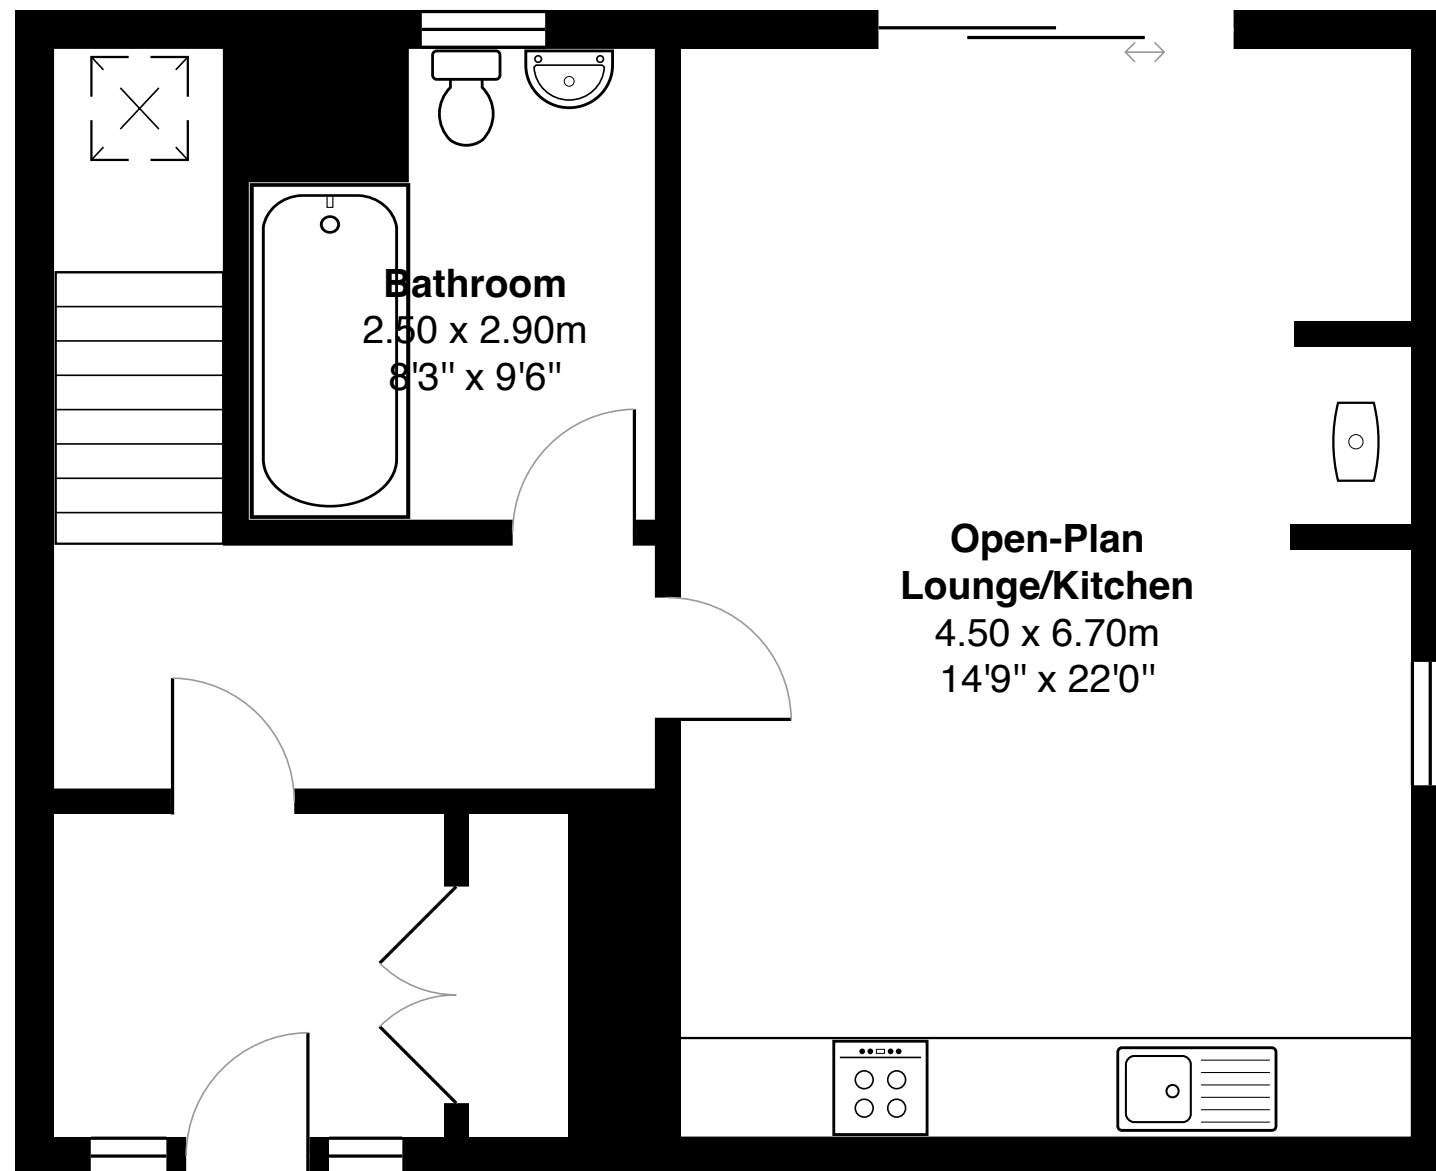 Bathroom
2.50 x 2.90m
8'3" x 9'6"
Open-Plan
Lounge/Kitchen
4.50 x 6.70m
14'9" x 22'0"